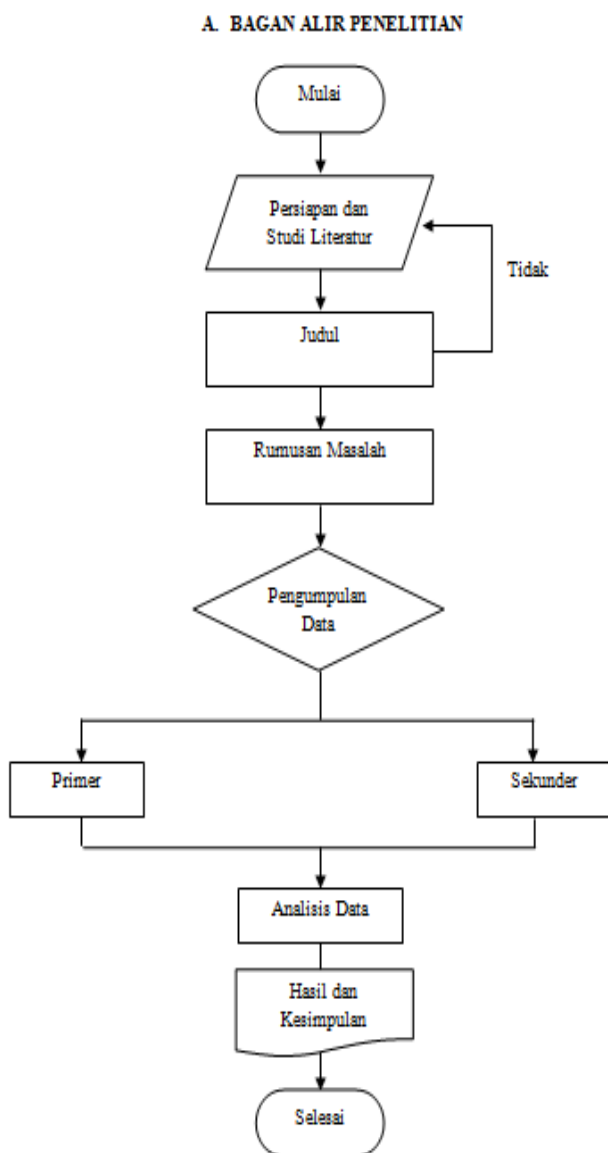 A. BAGAN ALIR PENELITIAN
Mulai
Persiapan dan
Studi Literatur
Tidak
Judul
Rumusan Masalah
Pengumpulan
Data
Primer
Sekunder
Analisis Data
Hasil dan
Kesimpulan
Selesai